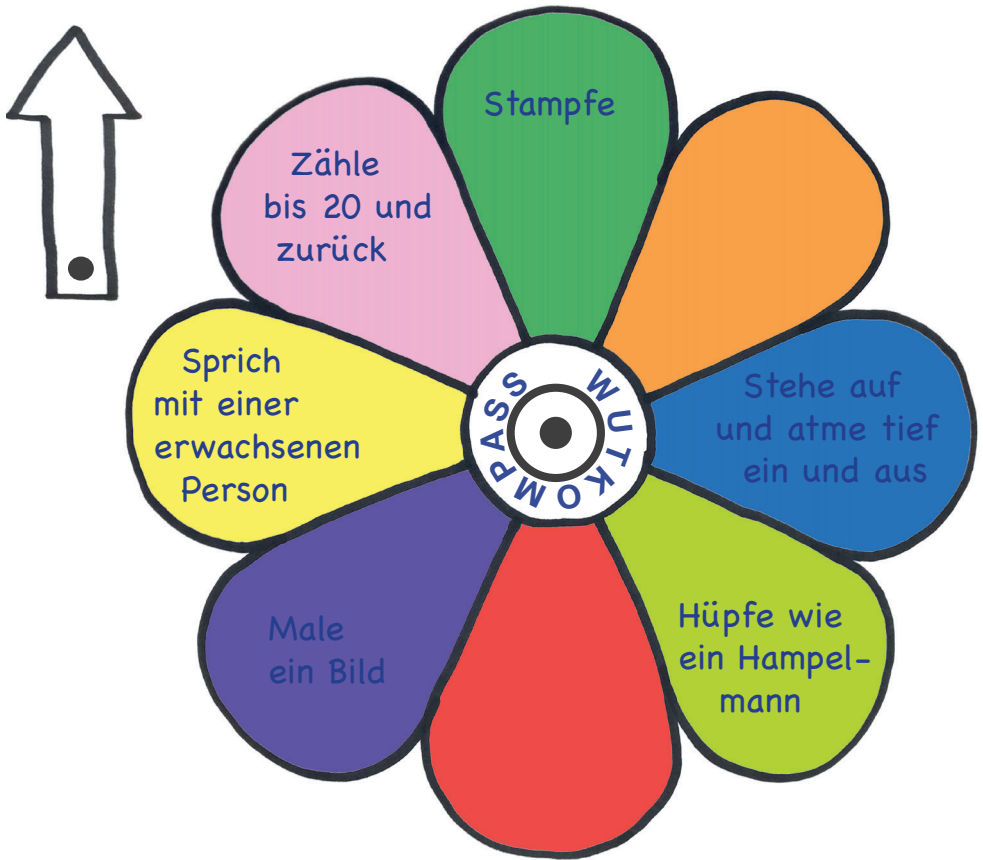 Stampfe
Zähle
bis 20 und
zurück
Sprich
mit einer
erwachsenen
Person
Stehe auf
und atme tief
ein und aus
WUTKOMPASS
Male
ein Bild
Hüpfe wie
ein Hampel-
mann